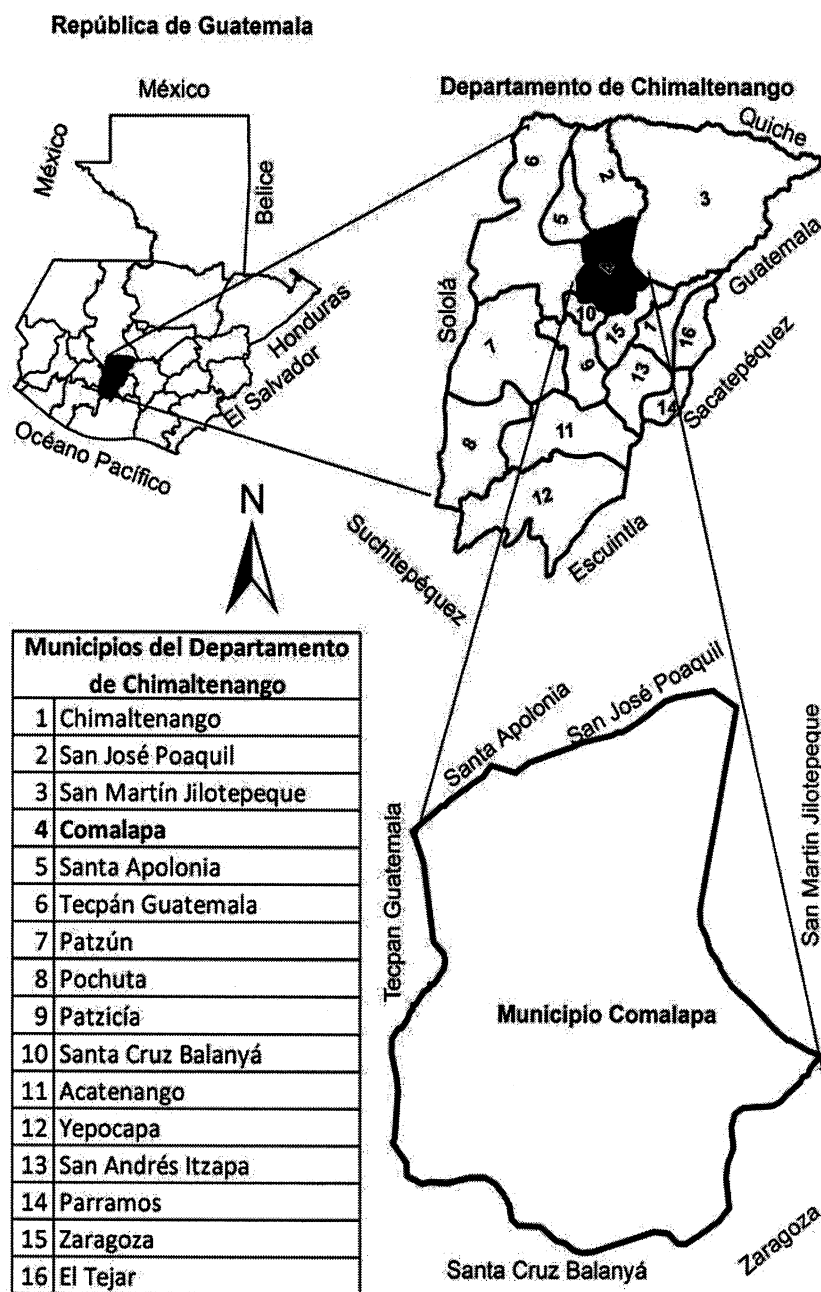 República de Guatemala
México
México
Belice
Honduras
El Salvador
Océano Pacífico
N
Departamento de Chimaltenango
Quiche
Guatemala
Sacatepéquez
Escuintla
Suchitepéquez
Sololá
6
2
5
3
4
10
15
1
16
7
9
13
14
8
11
12
Municipios del Departamento
de Chimaltenango
1 Chimaltenango
2 San José Poaquil
3 San Martín Jilotepeque
4 Comalapa
5 Santa Apolonia
6 Tecpán Guatemala
7 Patzún
8 Pochuta
9 Patzicía
10 Santa Cruz Balanyá
11 Acatenango
12 Yepocapa
13 San Andrés Itzapa
14 Parramos
15 Zaragoza
16 El Tejar
Santa Apolonia
San José Poaquil
San Martin Jilotepeque
Tecpan Guatemala
Municipio Comalapa
Zaragoza
Santa Cruz Balanyá